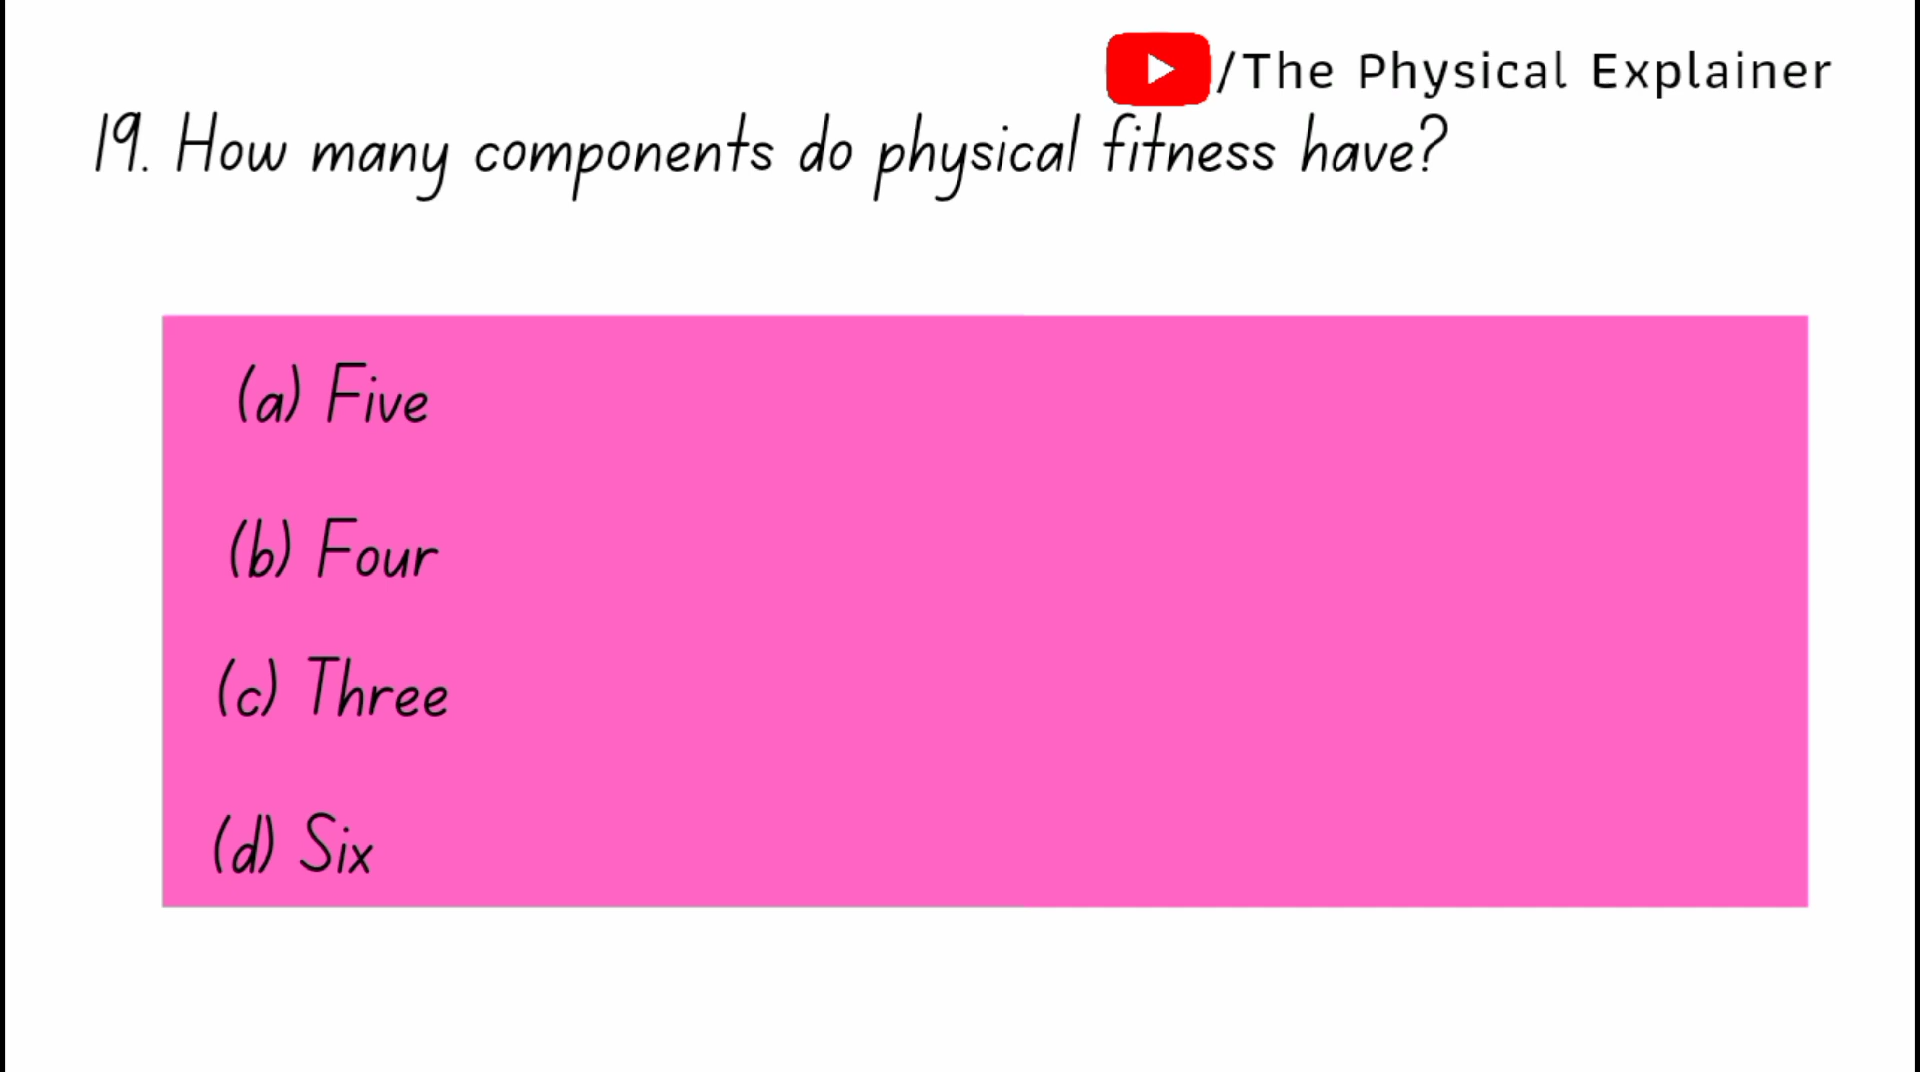 /The Physical Explainer
19. How many components do physical fitness have?
(a) Five
(b) Four
(c) Three
(d) Six